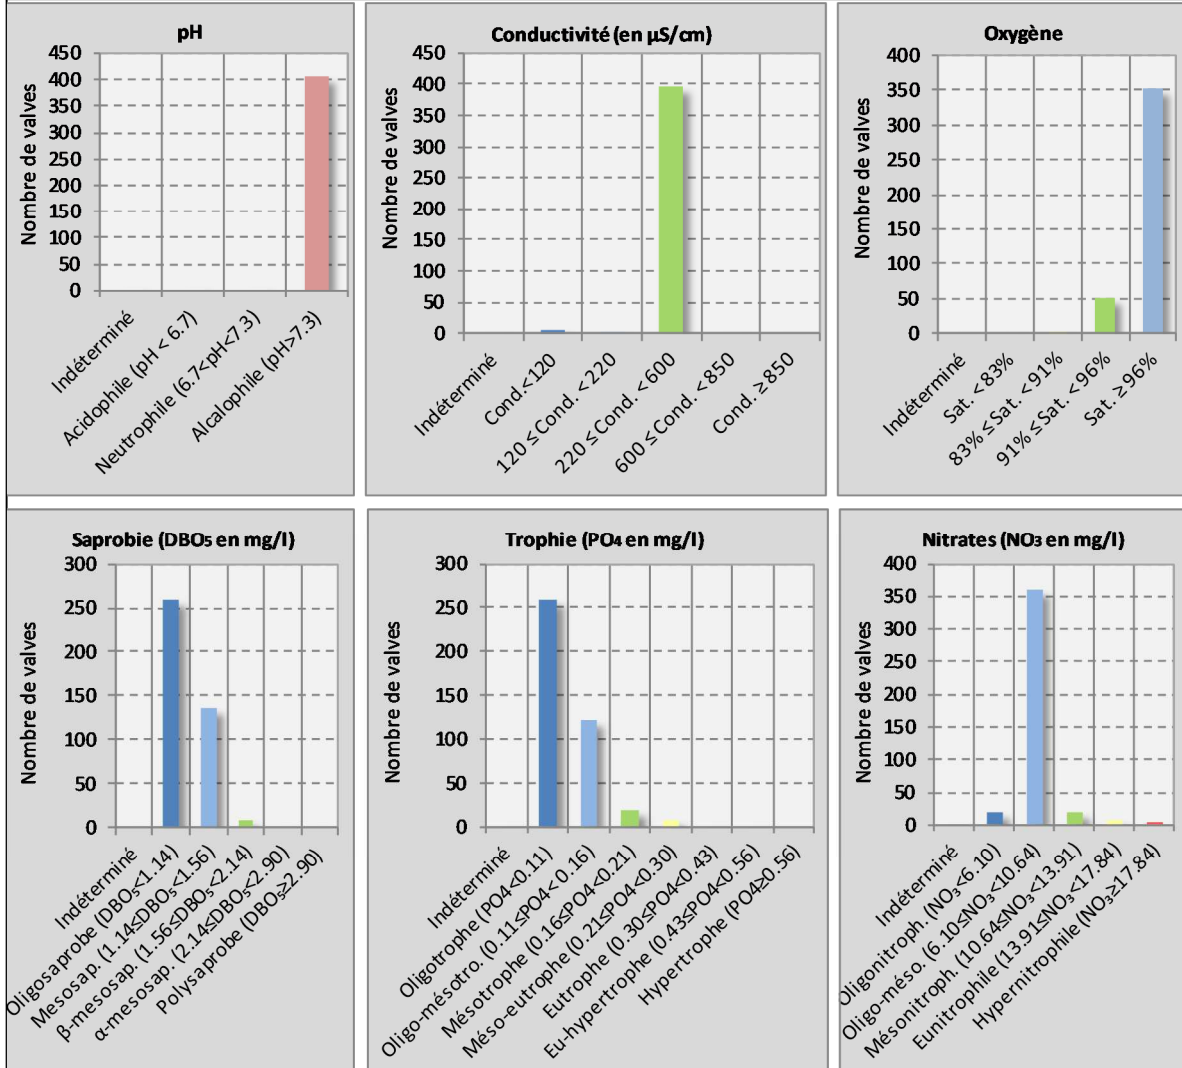 pH
Nombre de valves
450
400
350
300
250
200
150
100
50
0
Indéterminé
Acidophile (pH < 6.7)
Neutrophile (6.7<pH<7.3)
Alcalophile (pH>7.3)
Conductivité (en µS/cm)
Nombre de valves
450
400
350
300
250
200
150
100
50
0
Indéterminé
Cond.<120
120 ≤ Cond. < 220
220 ≤ Cond. < 600
600 ≤ Cond. < 850
Cond. ≥ 850
Oxygène
Nombre de valves
400
350
300
250
200
150
100
50
0
Indéterminé
Sat. < 83%
83% ≤ Sat. < 91%
91% ≤ Sat. < 96%
Sat. ≥ 96%
Saprobie (DBO₅ en mg/l)
Nombre de valves
300
250
200
150
100
50
0
Indéterminé
Oligosaprobe (DBO₅<1.14)
Mesosap. (1.14≤DBO₅<1.56)
β-mesosap. (1.56≤DBO₅<2.14)
α-mesosap. (2.14≤DBO₅<2.90)
Polysaprobe (DBO₅≥2.90)
Trophie (PO₄ en mg/l)
Nombre de valves
300
250
200
150
100
50
0
Indéterminé
Oligotrophe (PO4<0.11)
Oligo-mésotro. (0.11≤PO4< 0.16)
Mésotrophe (0.16≤PO4<0.21)
Méso-eutrophe (0.21≤PO4<0.30)
Eutrophe (0.30≤PO4<0.43)
Eu-hypertrophe (0.43≤PO4<0.56)
Hypertrophe (PO4≥0.56)
Nitrates (NO₃ en mg/l)
Nombre de valves
400
350
300
250
200
150
100
50
0
Indéterminé
Oligonitroph. (NO₃<6.10)
Oligo-méso. (6.10≤NO₃<10.64)
Mésonitroph. (10.64≤NO₃<13.91)
Eunitrophile (13.91≤NO₃<17.84)
Hypernitrophile (NO₃≥17.84)